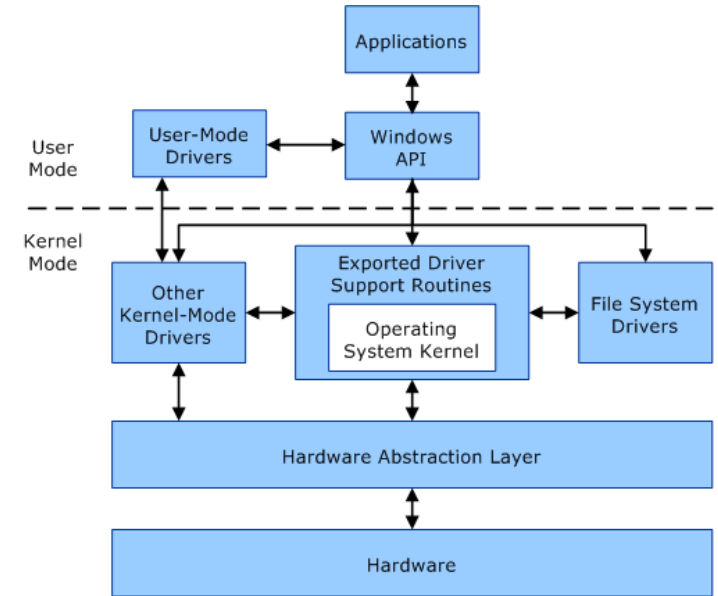 Applications
User-Mode
Drivers
Windows
API
User
Mode
Kernel
Mode
Exported Driver
Support Routines
Other
Kernel-Mode
Drivers
Operating
System Kernel
File System
Drivers
Hardware Abstraction Layer
Hardware